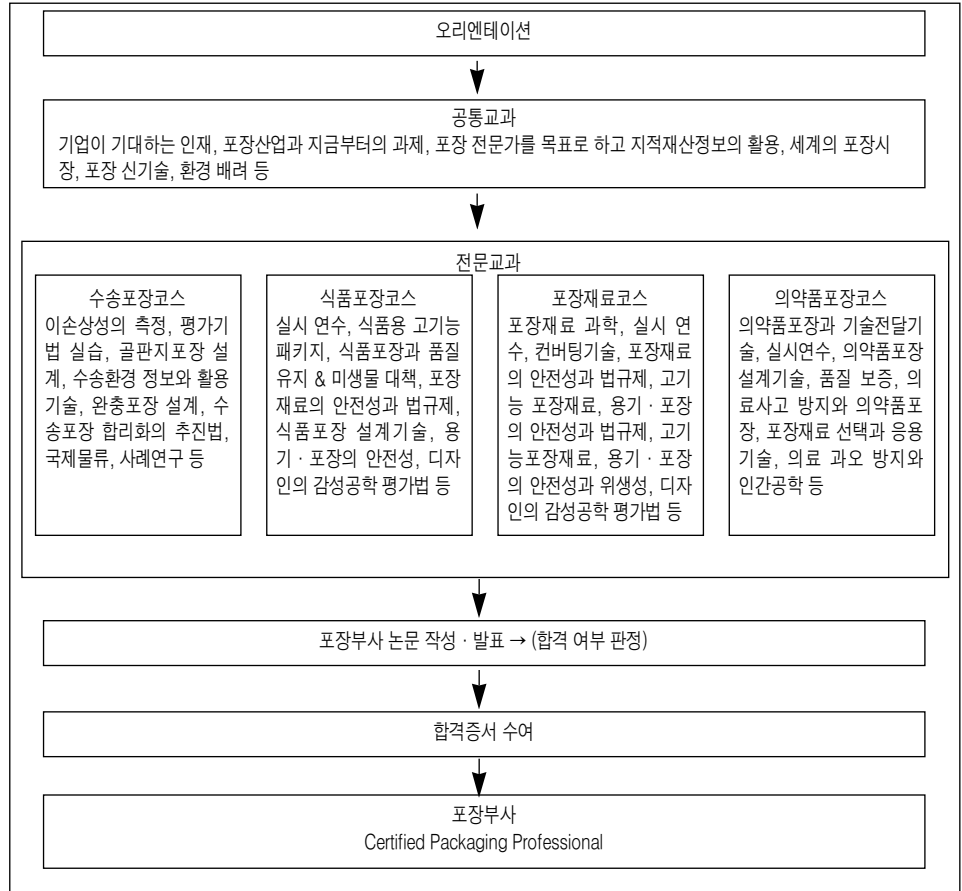 오리엔테이션
공통교과
기업이 기대하는 인재, 포장산업과 지금부터의 과제, 포장 전문가를 목표로 하고 지적재산정보의 활용, 세계의 포장시
장, 포장 신기술, 환경 배려 등
전문교과
수송포장코스
이손상성의 측정, 평가기
법 실습, 골판지포장 설
계, 수송환경 정보와 활용
기술, 완충포장 설계, 수
송포장 합리화의 추진법,
국제물류, 사례연구 등
식품포장코스
실시 연수, 식품용 고기능
패키지, 식품포장과 품질
유지 & 미생물 대책, 포장
재료의 안전성과 법규제,
식품포장 설계기술, 용
기 · 포장의 안전성, 디자
인의 감성공학 평가법 등
포장재료코스
포장재료 과학, 실시 연
수, 컨버팅기술, 포장재료
의 안전성과 법규제, 고기
능 포장재료, 용기 · 포장
의 안전성과 법규제, 고기
능포장재료, 용기 · 포장
의 안전성과 위생성, 디자
인의 감성공학 평가법 등
의약품포장코스
의약품포장과 기술전달기
술, 실시연수, 의약품포장
설계기술, 품질 보증, 의
료사고 방지와 의약품포
장, 포장재료 선택과 응용
기술, 의료 과오 방지와
인간공학 등
포장부사 논문 작성 · 발표 → (합격 여부 판정)
합격증서 수여
포장부사
Certified Packaging Professional